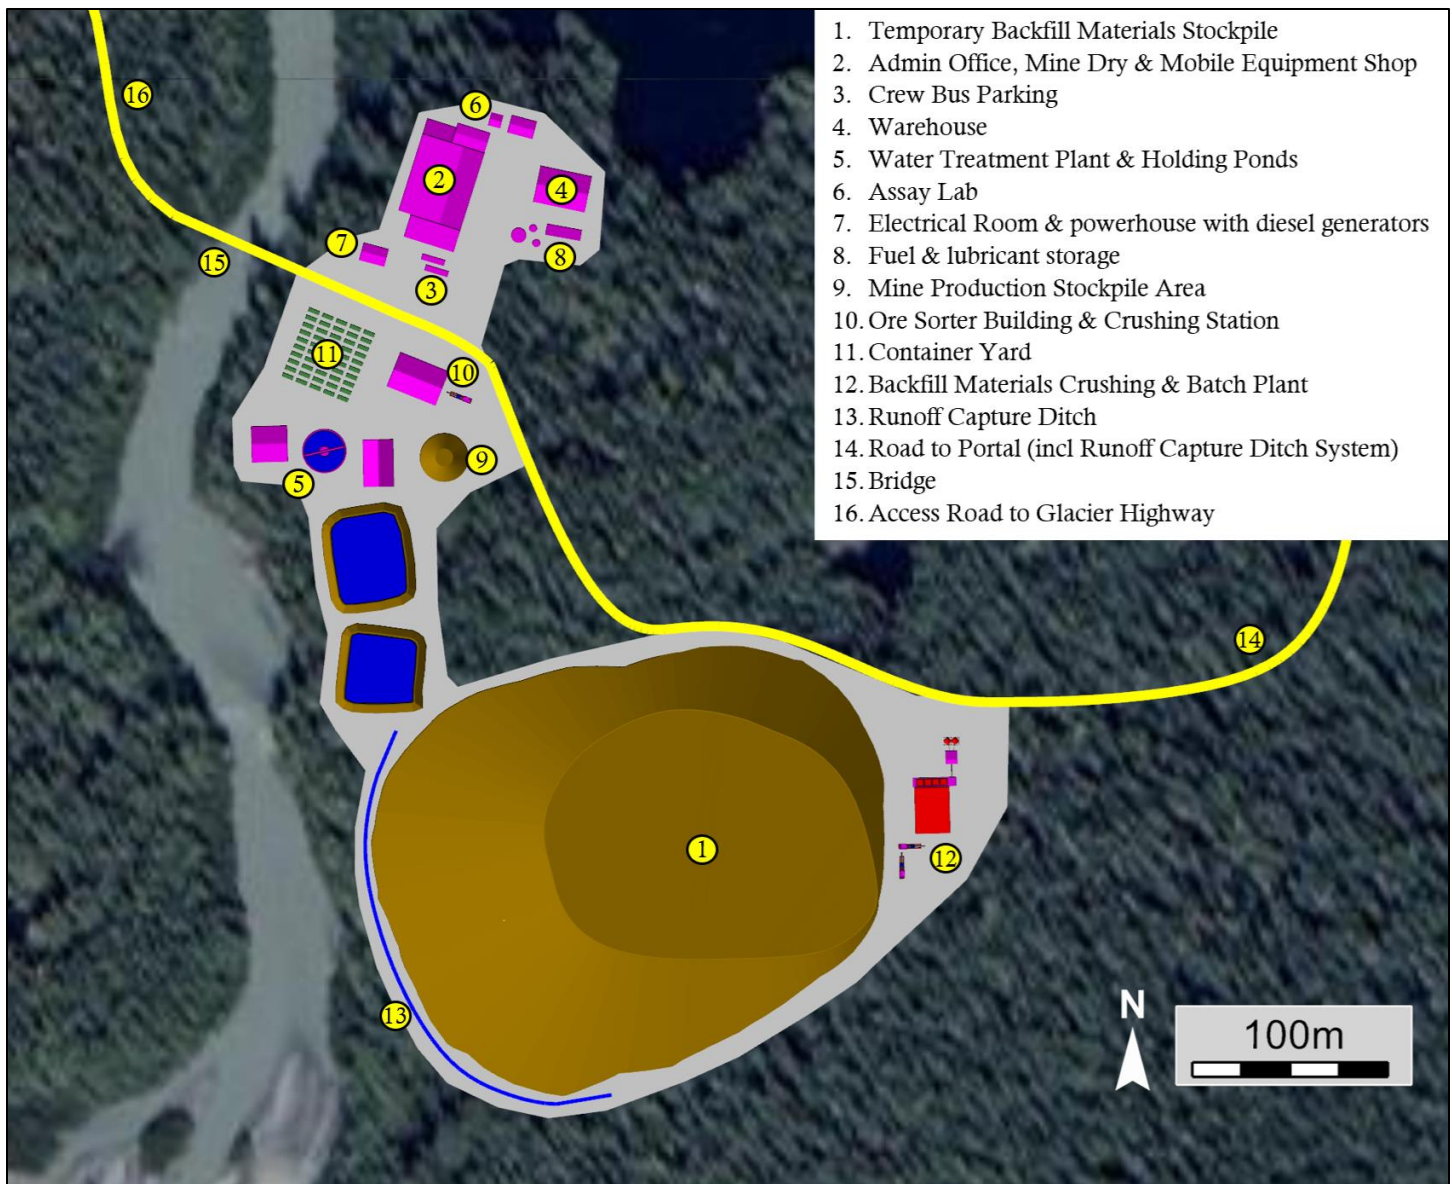 1. Temporary Backfill Materials Stockpile
2. Admin Office, Mine Dry & Mobile Equipment Shop
3. Crew Bus Parking
4. Warehouse
5. Water Treatment Plant & Holding Ponds
6. Assay Lab
7. Electrical Room & powerhouse with diesel generators
8. Fuel & lubricant storage
9. Mine Production Stockpile Area
10. Ore Sorter Building & Crushing Station
11. Container Yard
12. Backfill Materials Crushing & Batch Plant
13. Runoff Capture Ditch
14. Road to Portal (incl Runoff Capture Ditch System)
15. Bridge
16. Access Road to Glacier Highway
16
6
2
4
7
15
8
3
11
10
9
5
14
1
12
13
N
100m